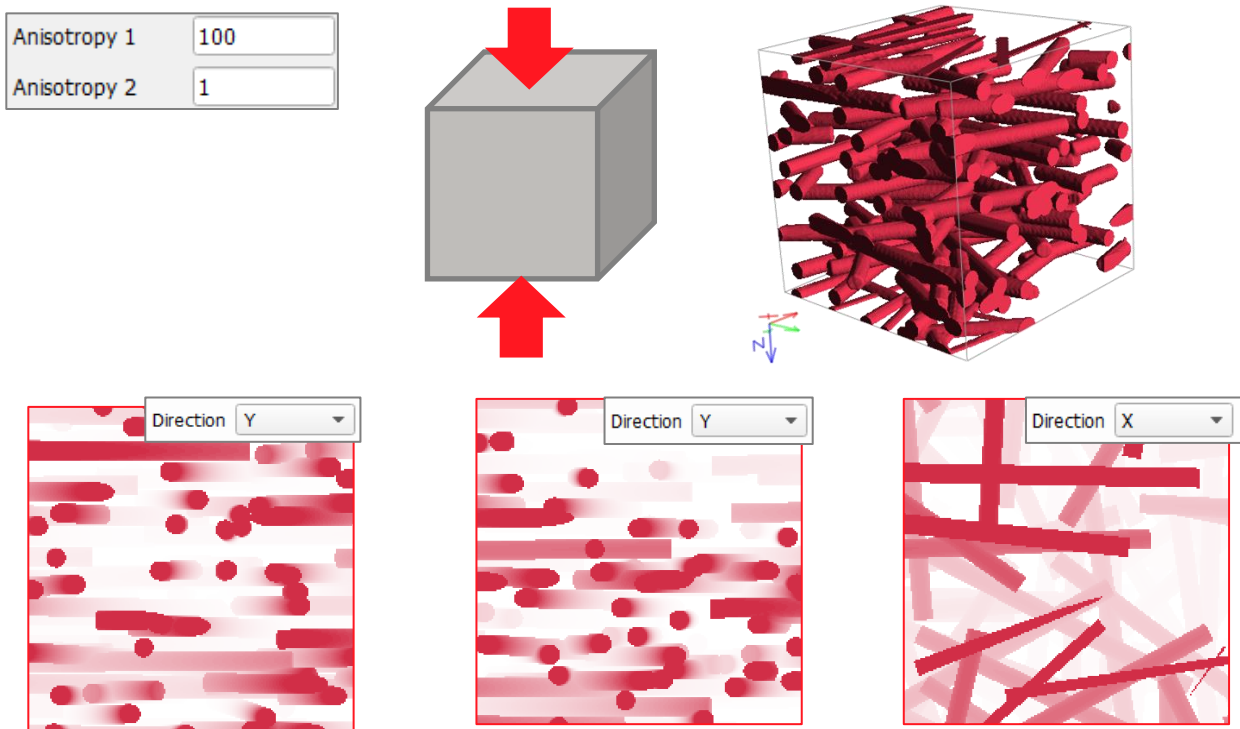 Anisotropy 1 100
Anisotropy 2 1
Z
Direction Y
Direction Y
Direction X